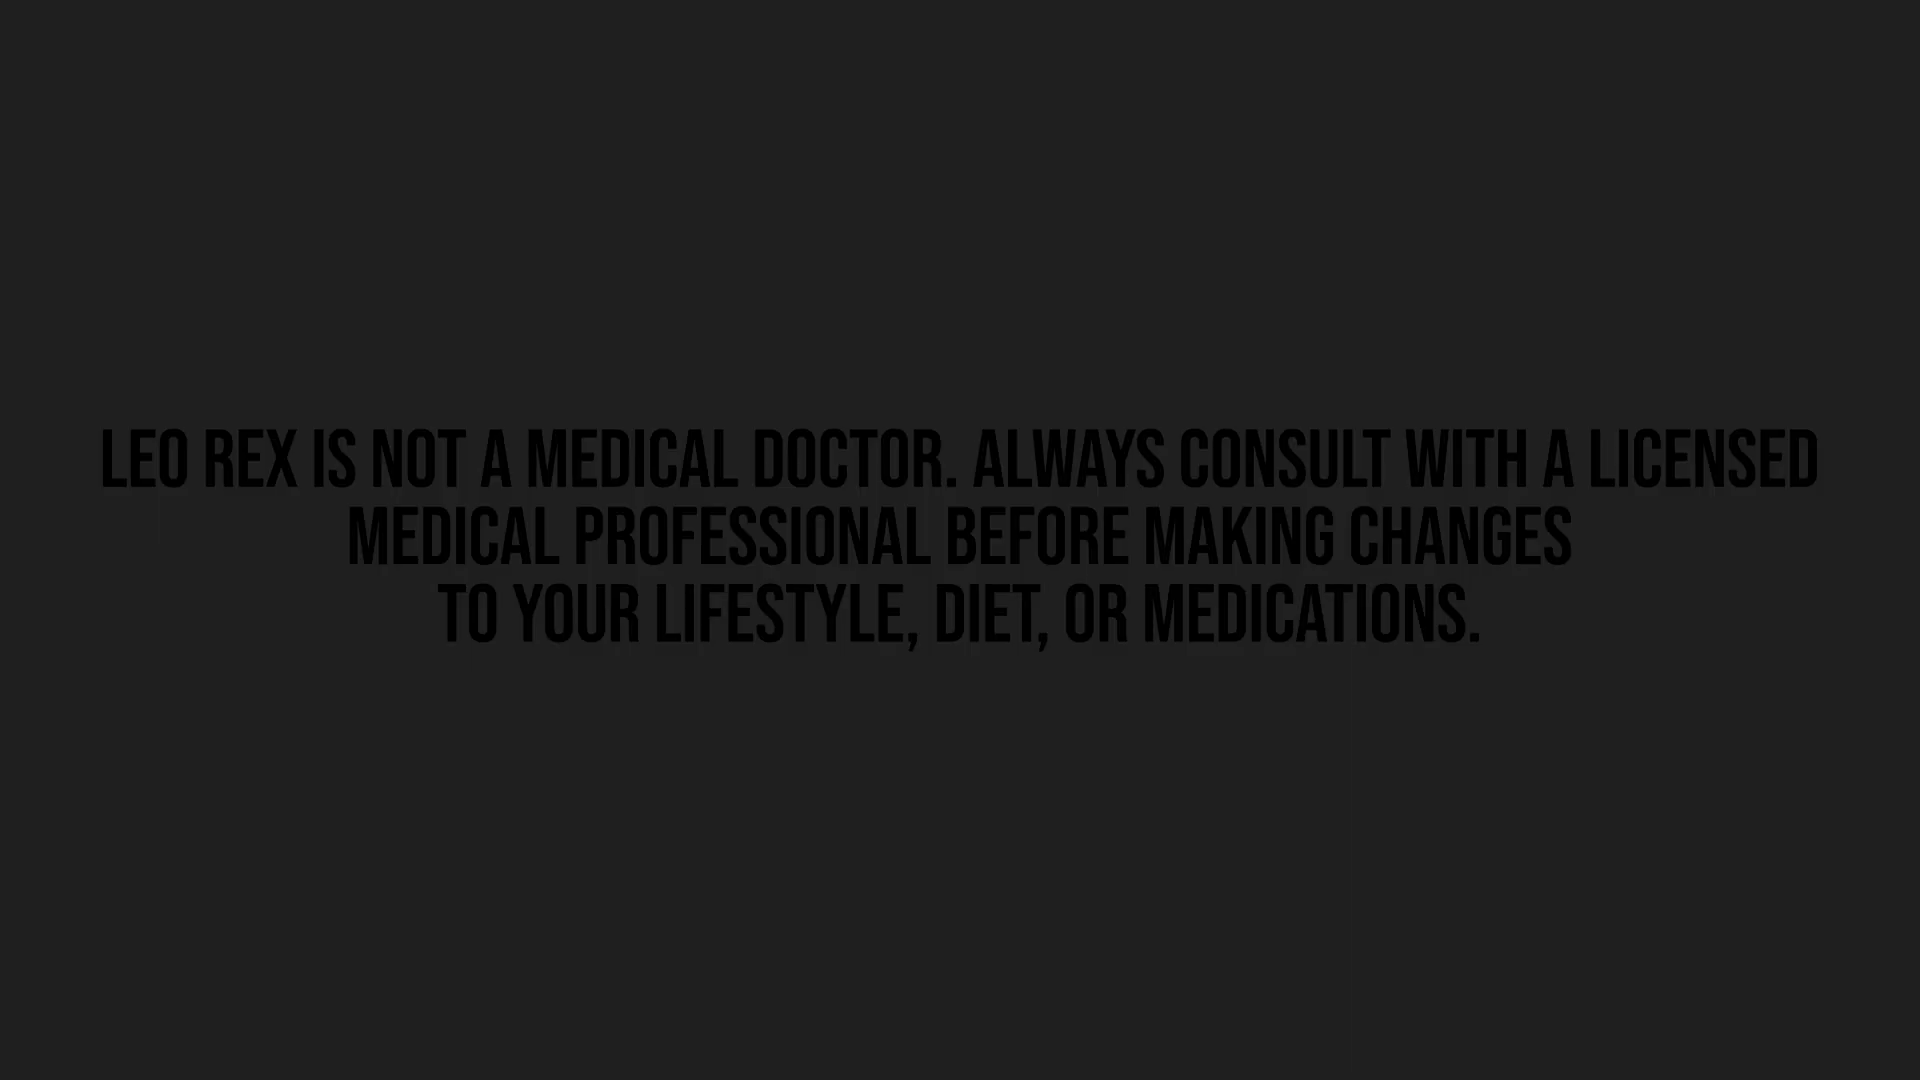 LEO REX IS NOT A MEDICAL DOCTOR. ALWAYS CONSULT WITH A LICENSED
MEDICAL PROFESSIONAL BEFORE MAKING CHANGES
TO YOUR LIFESTYLE, DIET, OR MEDICATIONS.